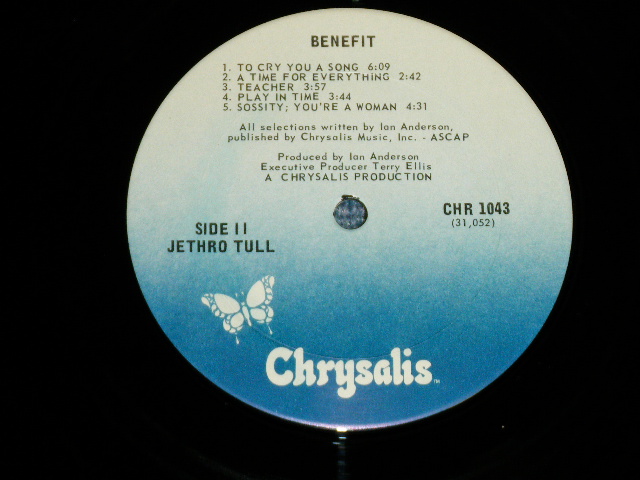 BENEFIT
1. TO CRY YOU A SONG 6:09
2. A TIME FOR EVERYTHING 2:42
3. TEACHER 3:57
4. PLAY IN TIME 3:44
5. SOSSITY; YOU'RE A WOMAN 4:31
All selections written by Ian Anderson,
published by Chrysalis Music, Inc. - ASCAP
Produced by Ian Anderson
Executive Producer Terry Ellis
A CHRYSALIS PRODUCTION
CHR 1043
(31,052)
SIDE II
JETHRO TULL
Chrysalis™